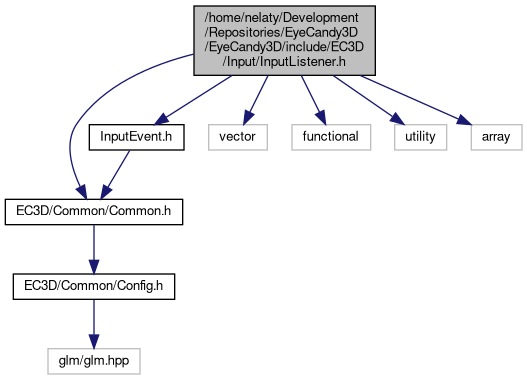 /home/nelaty/Development
/Repositories/EyeCandy3D
/EyeCandy3D/include/EC3D
/Input/InputListener.h
InputEvent.h
vector
functional
utility
array
EC3D/Common/Common.h
EC3D/Common/Config.h
glm/glm.hpp